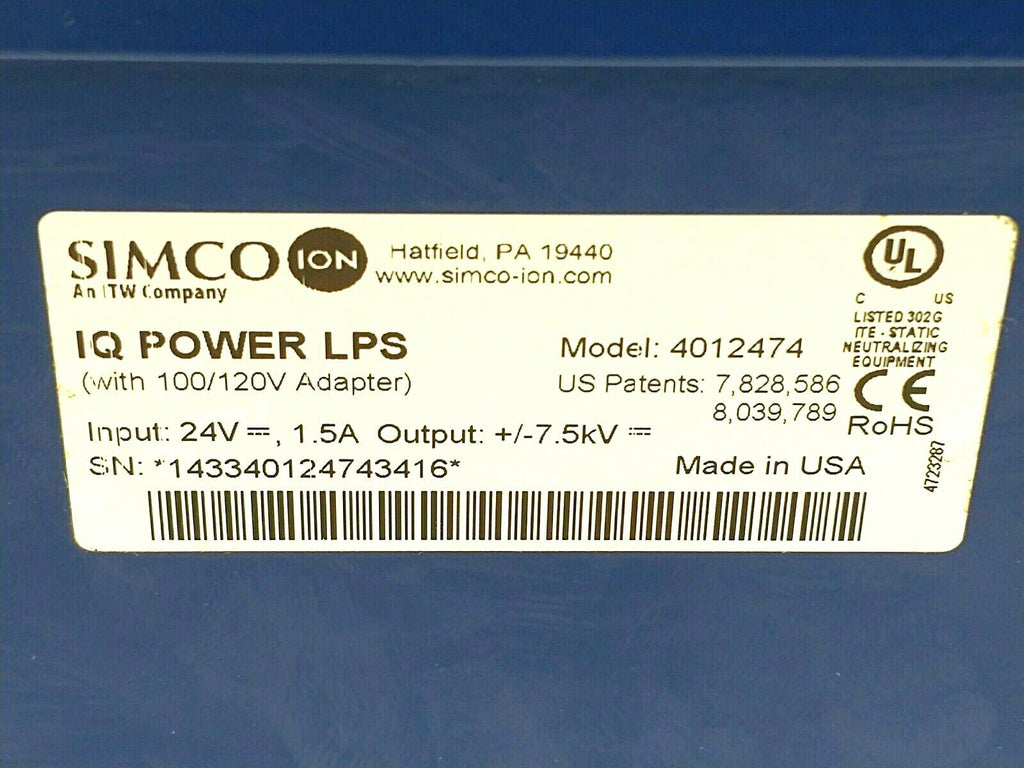 SIMCO ION
An ITW Company
Hatfield, PA 19440
www.simco-ion.com
UL
C US
LISTED 302G
ITE - STATIC
NEUTRALIZING
EQUIPMENT
CE
RoHS
IQ POWER LPS
(with 100/120V Adapter)
Model: 4012474
US Patents: 7,828,586
8,039,789
Input: 24V ⎓, 1.5A Output: +/-7.5kV ⎓
SN: *143340124743416*
Made in USA
4723287